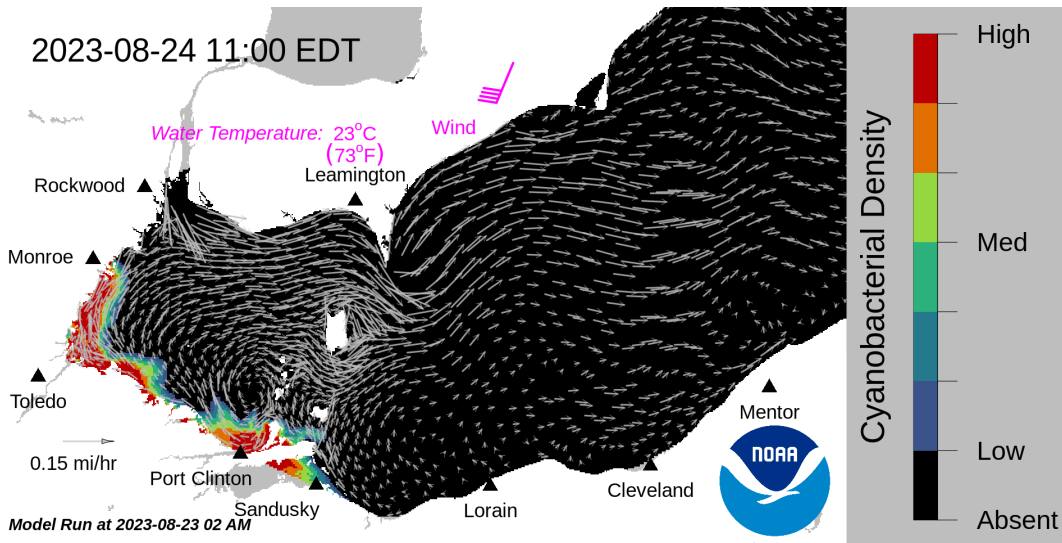 2023-08-24 11:00 EDT
Water Temperature: 23°C
(73°F)
Wind
Leamington
Rockwood
Monroe
Toledo
0.15 mi/hr
Port Clinton
Sandusky
Lorain
Cleveland
Mentor
NOAA
Model Run at 2023-08-23 02 AM
Cyanobacterial Density
High
Med
Low
Absent